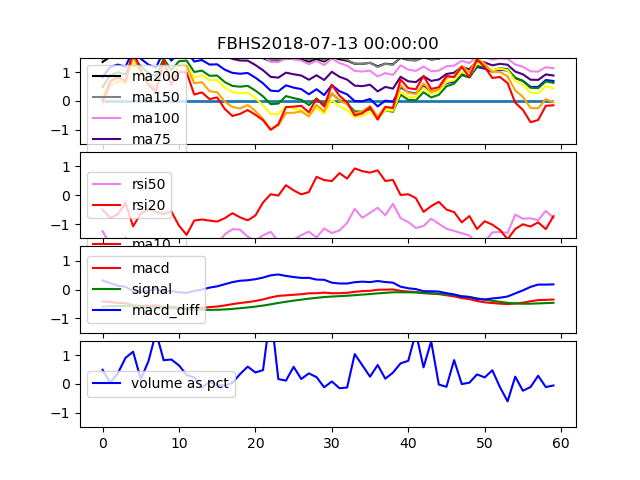 FBHS2018-07-13 00:00:00
1
0
−1
ma200
ma150
ma100
ma75
ma10
1
0
−1
rsi50
rsi20
1
0
−1
macd
signal
macd_diff
1
0
−1
volume as pct
0
10
20
30
40
50
60